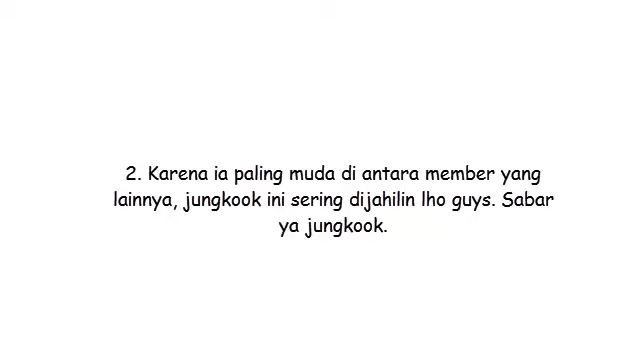 2. Karena ia paling muda di antara member yang
lainnya, jungkook ini sering dijahilin lho guys. Sabar
ya jungkook.